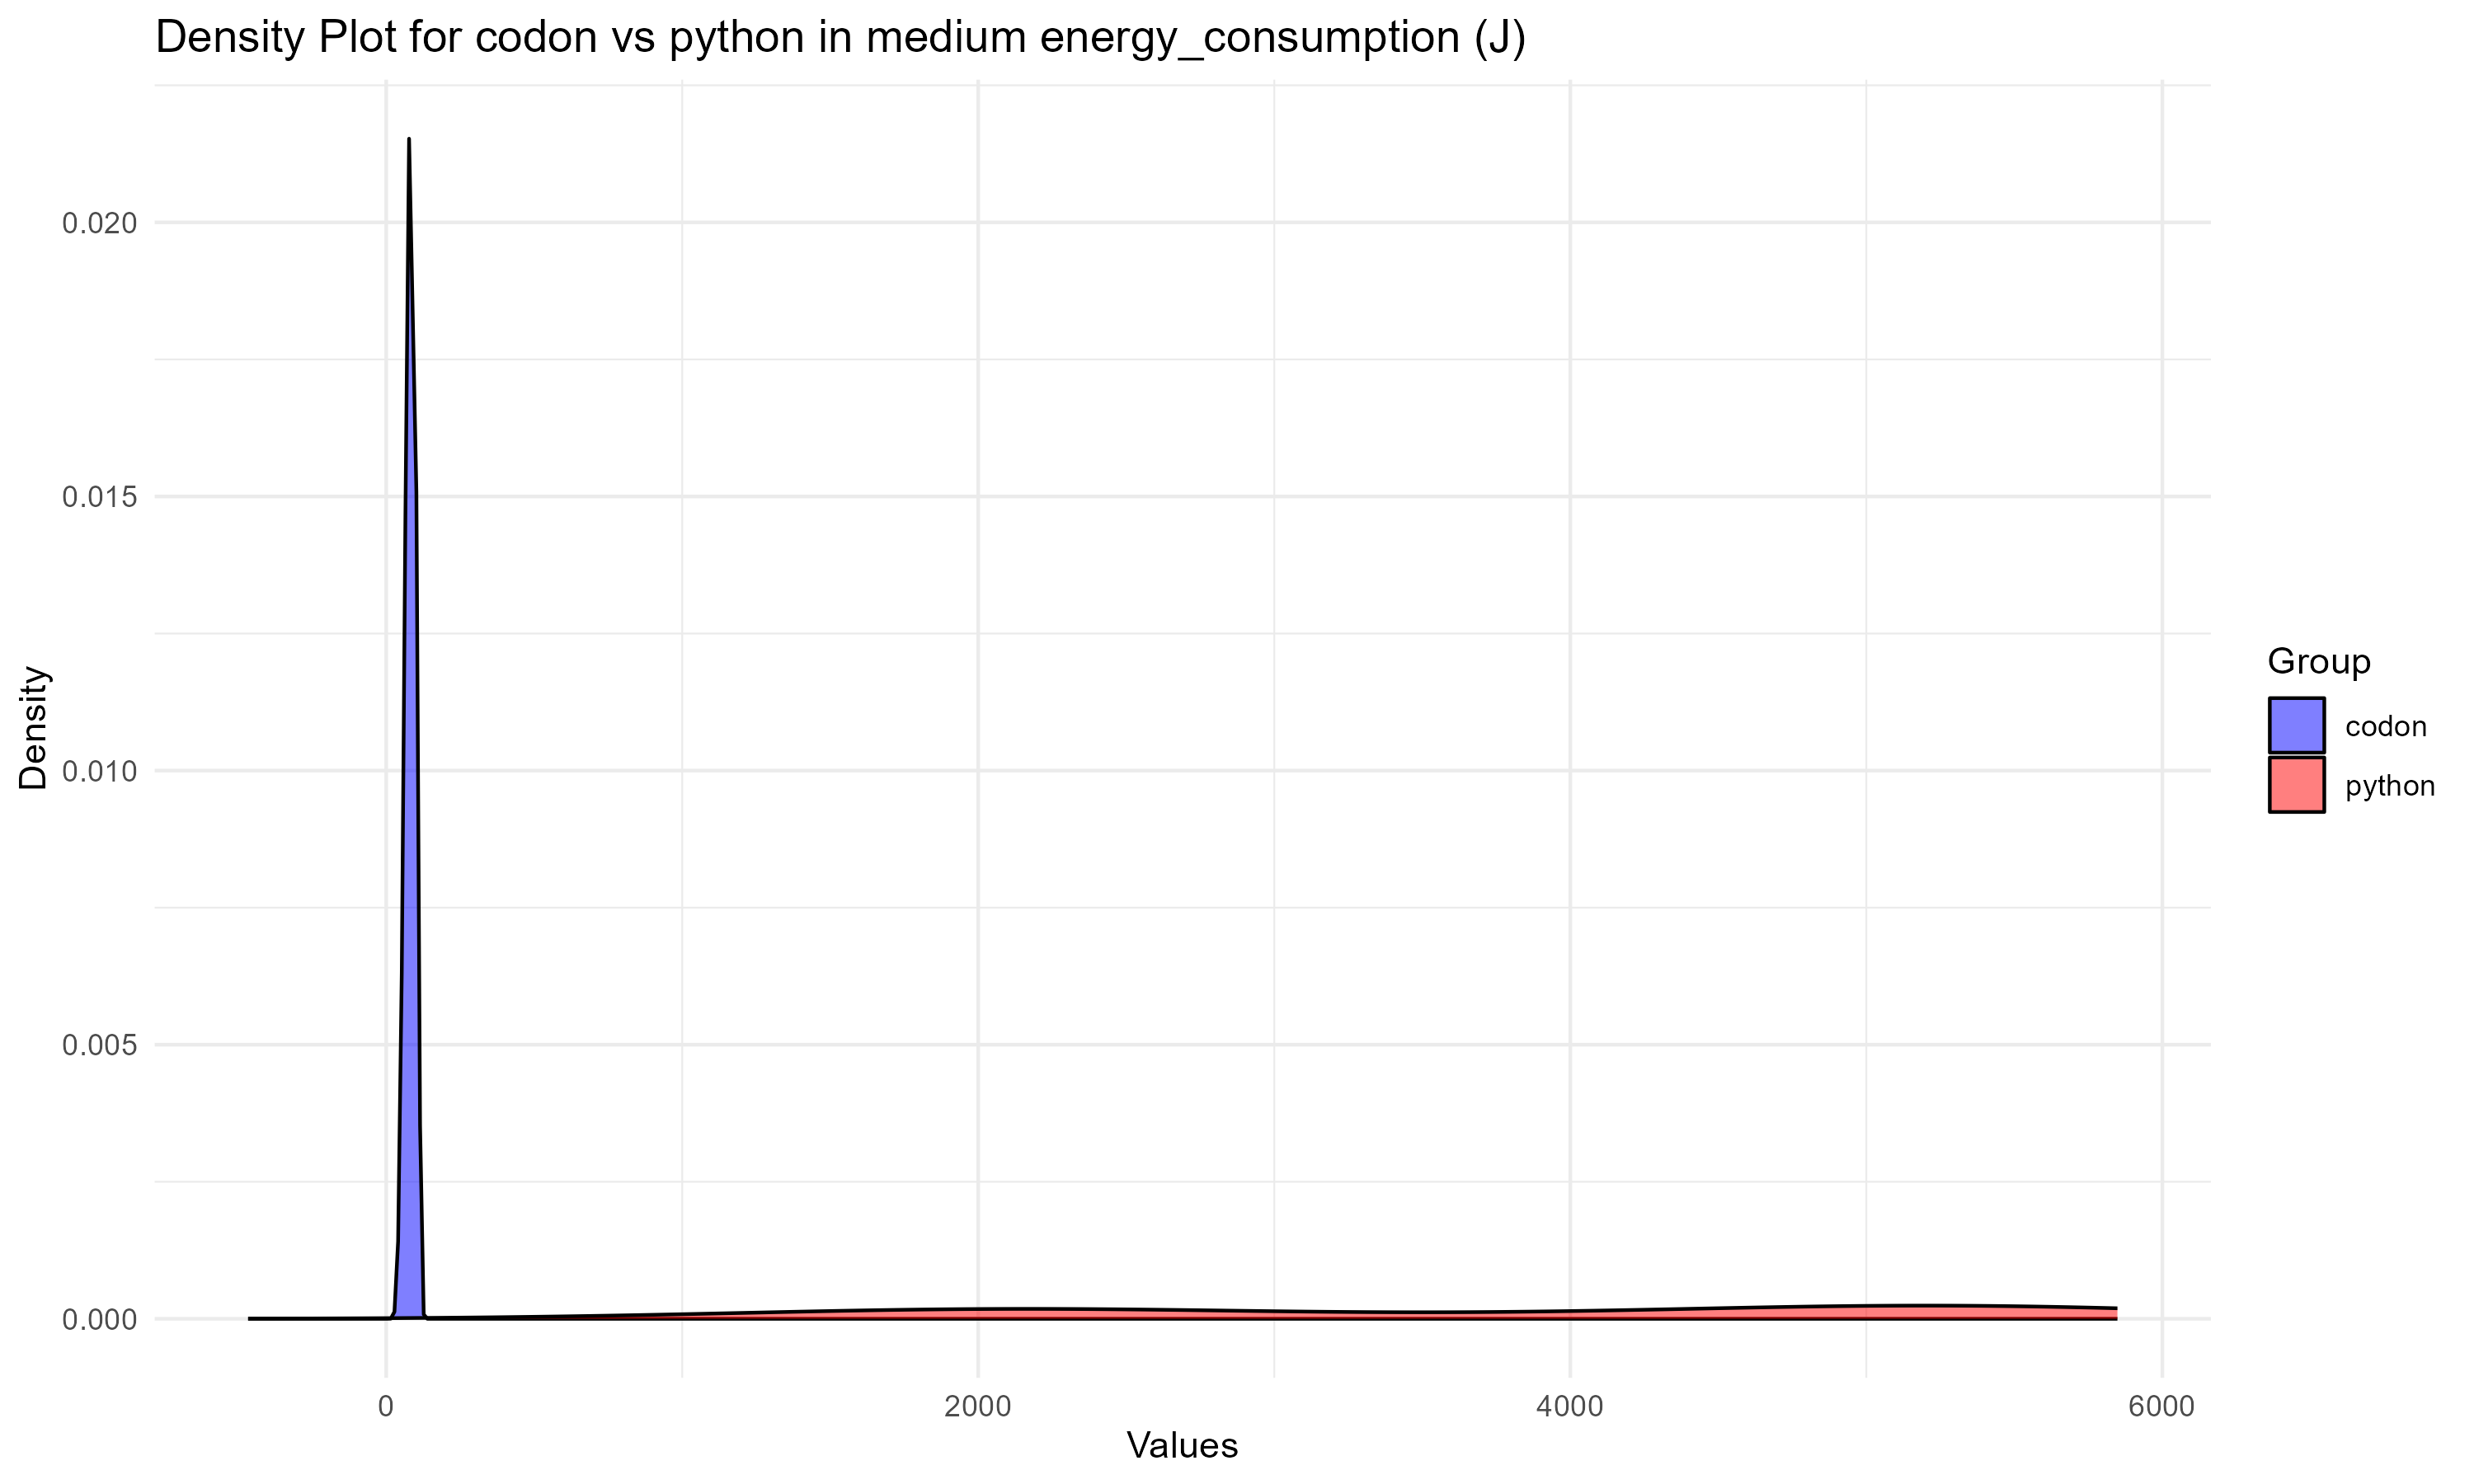 Density Plot for codon vs python in medium energy_consumption (J)
0.020
0.015
0.010
0.005
0.000
Density
0
2000
4000
6000
Values
Group
codon
python